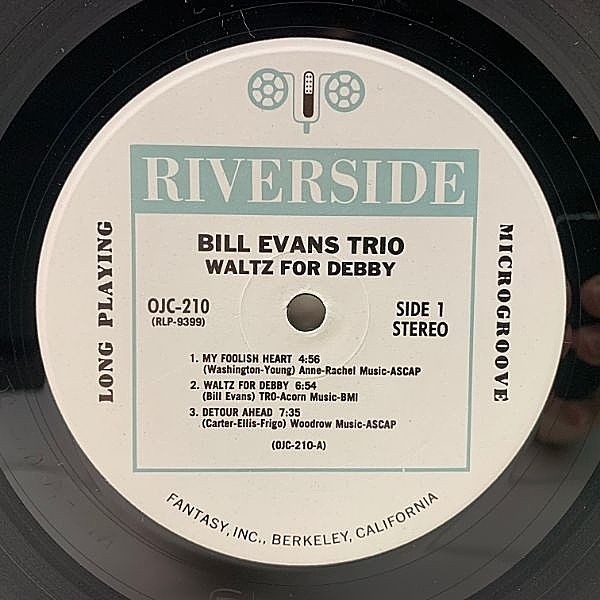 RIVERSIDE
BILL EVANS TRIO
WALTZ FOR DEBBY
LONG PLAYING
MICROGROOVE
OJC-210
(RLP-9399)
SIDE 1
STEREO
1. MY FOOLISH HEART 4:56
(Washington-Young) Anne-Rachel Music-ASCAP
2. WALTZ FOR DEBBY 6:54
(Bill Evans) TRO-Acorn Music-BMI
3. DETOUR AHEAD 7:35
(Carter-Ellis-Frigo) Woodrow Music-ASCAP
(OJC-210-A)
FANTASY, INC., BERKELEY, CALIFORNIA